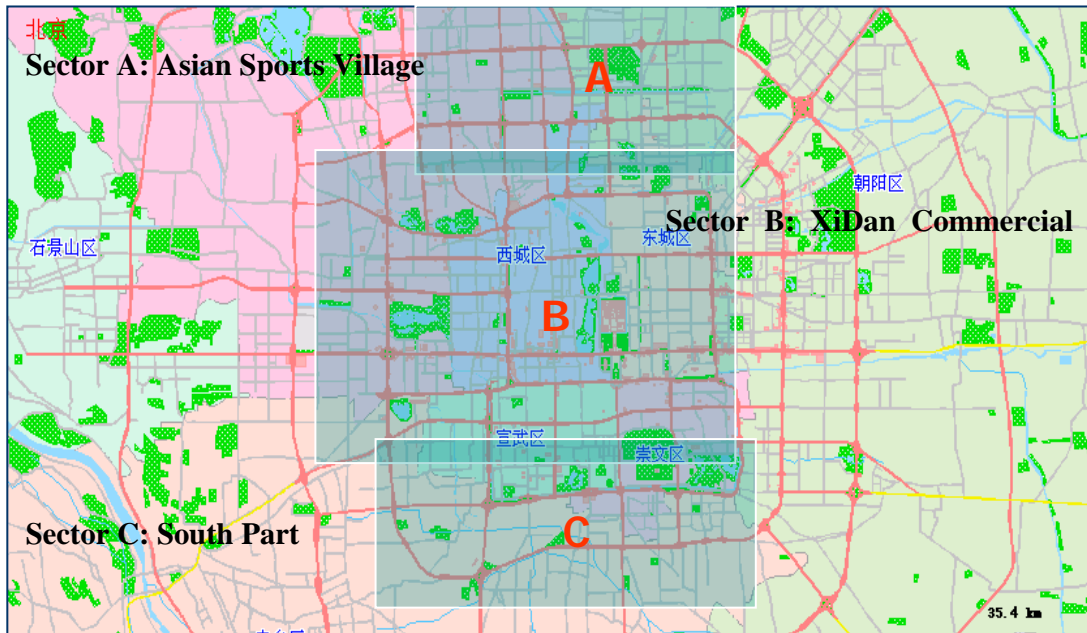 北京
Sector A: Asian Sports Village
A
朝阳区
Sector B: XiDan Commercial
东城区
石景山区
西城区
B
宣武区
崇文区
Sector C: South Part
C
35.4 km